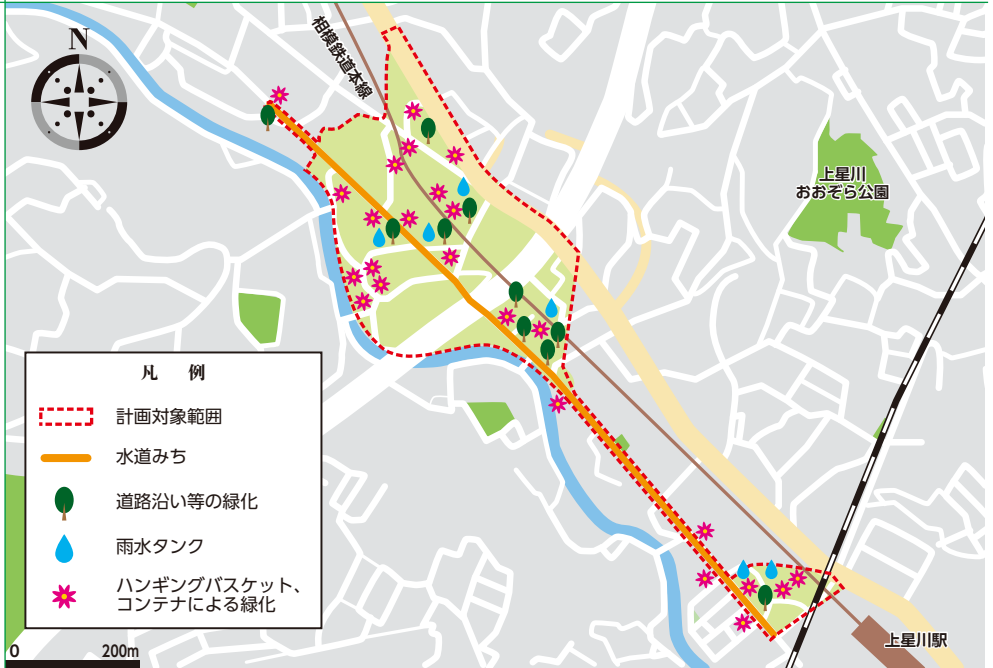 N
相模鉄道本線
上星川
おおぞら公園
凡 例
計画対象範囲
水道みち
道路沿い等の緑化
雨水タンク
ハンギングバスケット、
コンテナによる緑化
0 200m
上星川駅